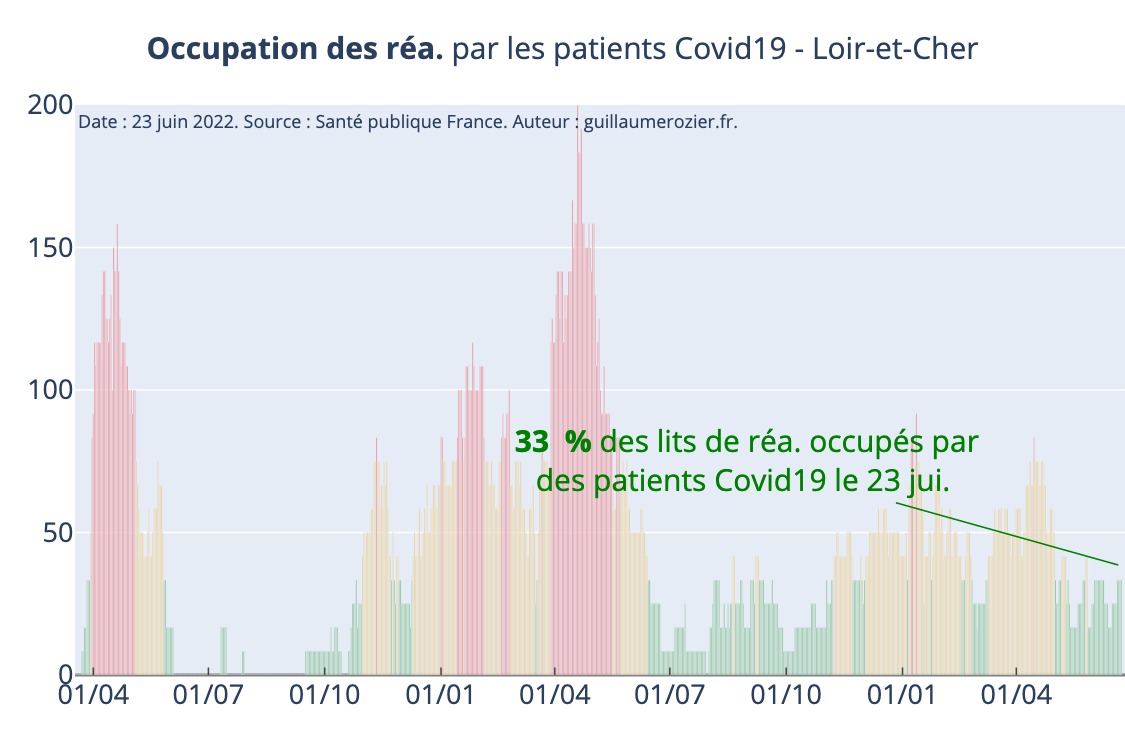 Occupation des réa. par les patients Covid19 - Loir-et-Cher
200
Date : 23 juin 2022. Source : Santé publique France. Auteur : guillaumerozier.fr.
150
100
33 % des lits de réa. occupés par
des patients Covid19 le 23 jui.
50
0
01/04 01/07 01/10 01/01 01/04 01/07 01/10 01/01 01/04